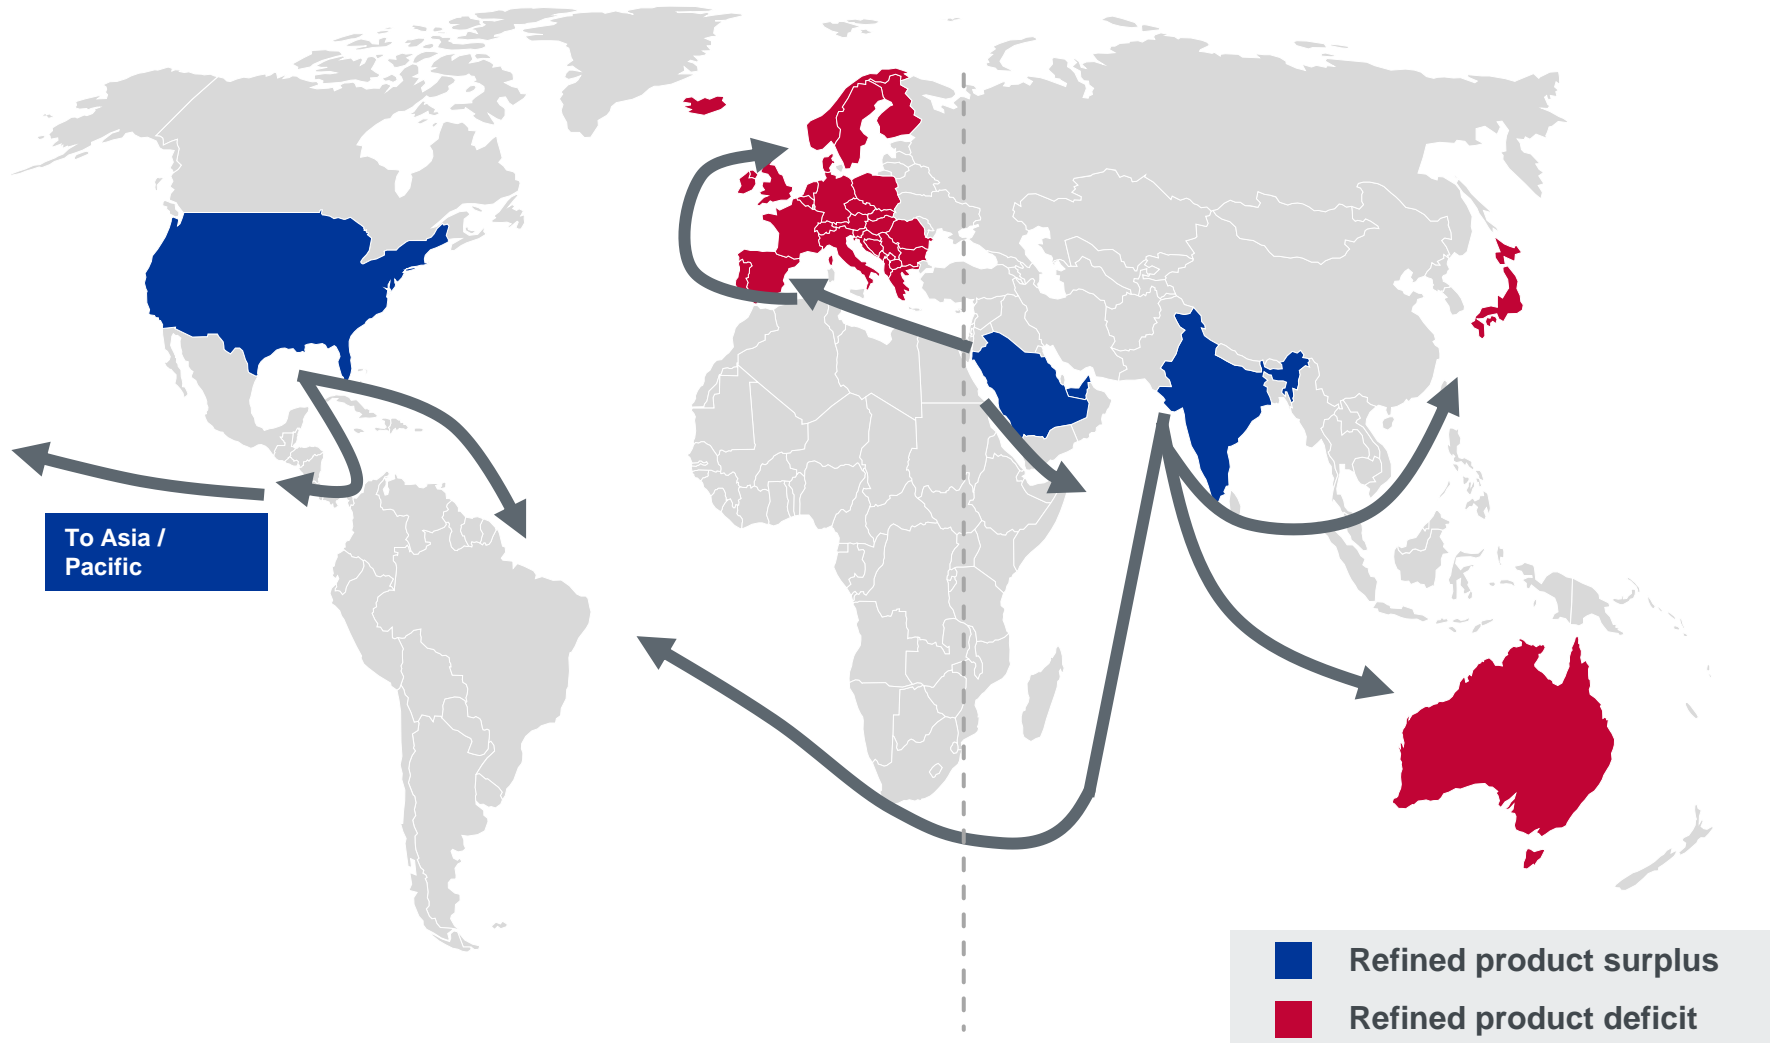 To Asia /
Pacific
Refined product surplus
Refined product deficit